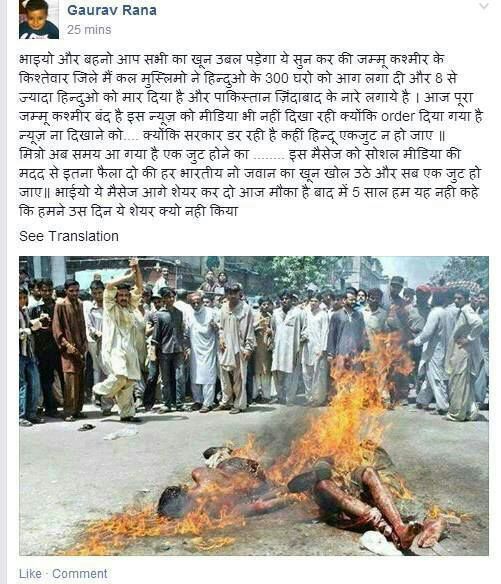 Gaurav Rana
25 mins
भाइयो और बहनो आप सभी का खून उबल पड़ेगा ये सुन कर की जम्मू कश्मीर के
किश्तेवार जिले मैं कल मुस्लिमो ने हिन्दुओ के 300 घरो को आग लगा दी और 8 से
ज्यादा हिन्दुओ को मार दिया है और पाकिस्तान ज़िंदाबाद के नारे लगाये है । आज पूरा
जम्मू कश्मीर बंद है इस न्यूज़ को मीडिया भी नहीं दिखा रही क्योंकि order दिया गया है
न्यूज़ ना दिखाने को.... क्योंकि सरकार डर रही है कहीं हिन्दू एकजुट न हो जाए ॥
मित्रो अब समय आ गया है एक जुट होने का ........ इस मैसेज को सोशल मीडिया की
मदद से इतना फैला दो की हर भारतीय नो जवान का खून खोल उठे और सब एक जुट हो
जाए॥ भाईयो ये मैसेज आगे शेयर कर दो आज मौका है बाद में 5 साल हम यह नही कहे
कि हमने उस दिन ये शेयर क्यो नही किया
See Translation
Like · Comment